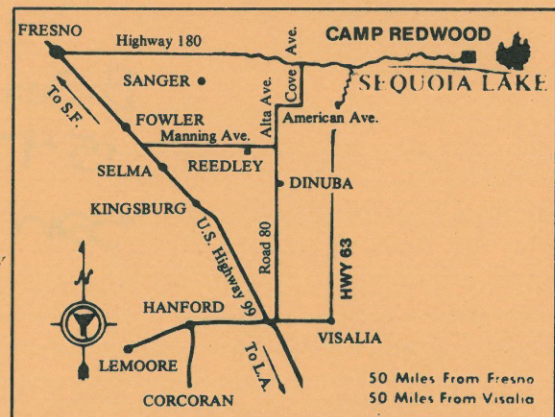 FRESNO
Highway 180
CAMP REDWOOD
SEQUOIA LAKE
SANGER
To S.F.
Alta Ave.
Cove Ave.
American Ave.
FOWLER
Manning Ave.
REEDLEY
SELMA
DINUBA
KINGSBURG
U.S. Highway 99
Road 80
HWY 63
N
HANFORD
VISALIA
LEMOORE
To L.A.
CORCORAN
50 Miles From Fresno
50 Miles From Visalia